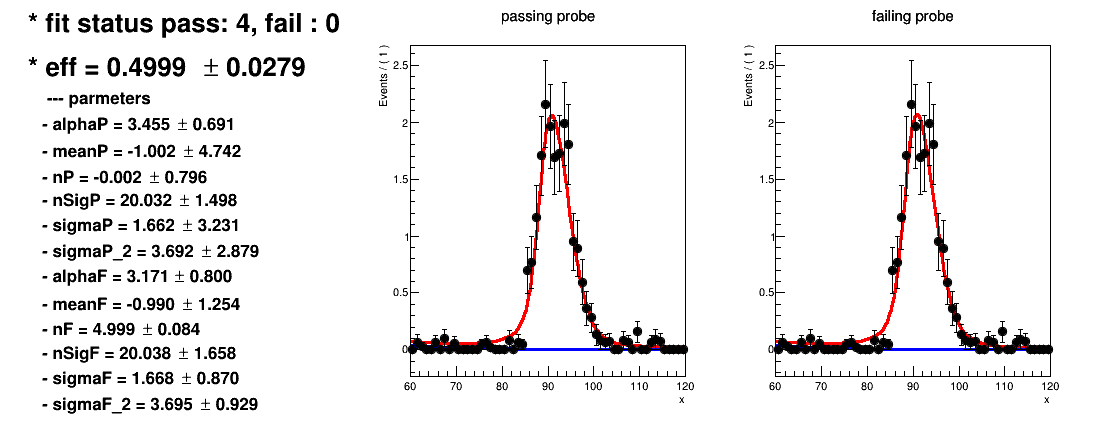 * fit status pass: 4, fail : 0
* eff = 0.4999 ± 0.0279
--- parmeters
- alphaP = 3.455 ± 0.691
- meanP = -1.002 ± 4.742
- nP = -0.002 ± 0.796
- nSigP = 20.032 ± 1.498
- sigmaP = 1.662 ± 3.231
- sigmaP_2 = 3.692 ± 2.879
- alphaF = 3.171 ± 0.800
- meanF = -0.990 ± 1.254
- nF = 4.999 ± 0.084
- nSigF = 20.038 ± 1.658
- sigmaF = 1.668 ± 0.870
- sigmaF_2 = 3.695 ± 0.929
passing probe
Events / ( 1 )
2.5
2
1.5
1
0.5
0
60 70 80 90 100 110 120
x
failing probe
Events / ( 1 )
2.5
2
1.5
1
0.5
0
60 70 80 90 100 110 120
x